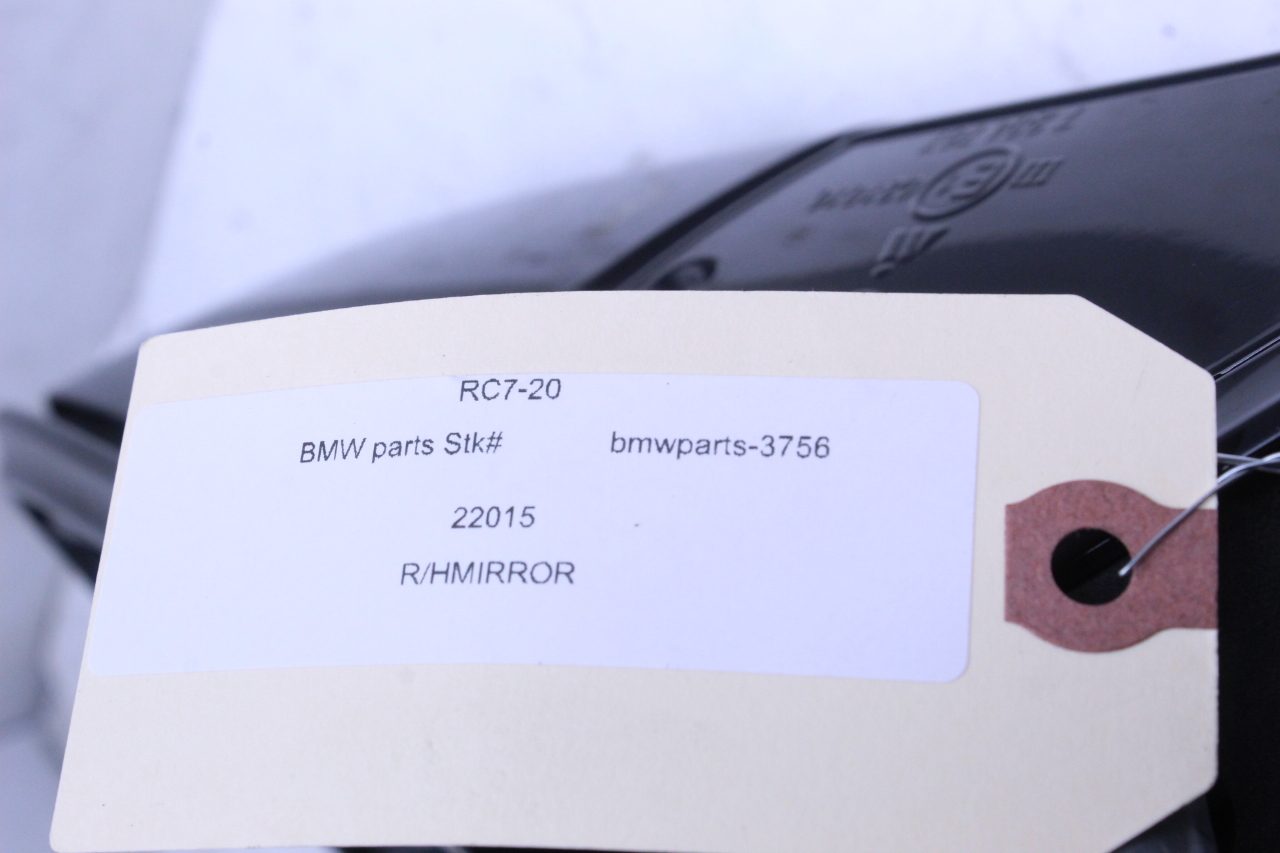 RC7-20
BMW parts Stk# bmwparts-3756
22015
R/HMIRROR